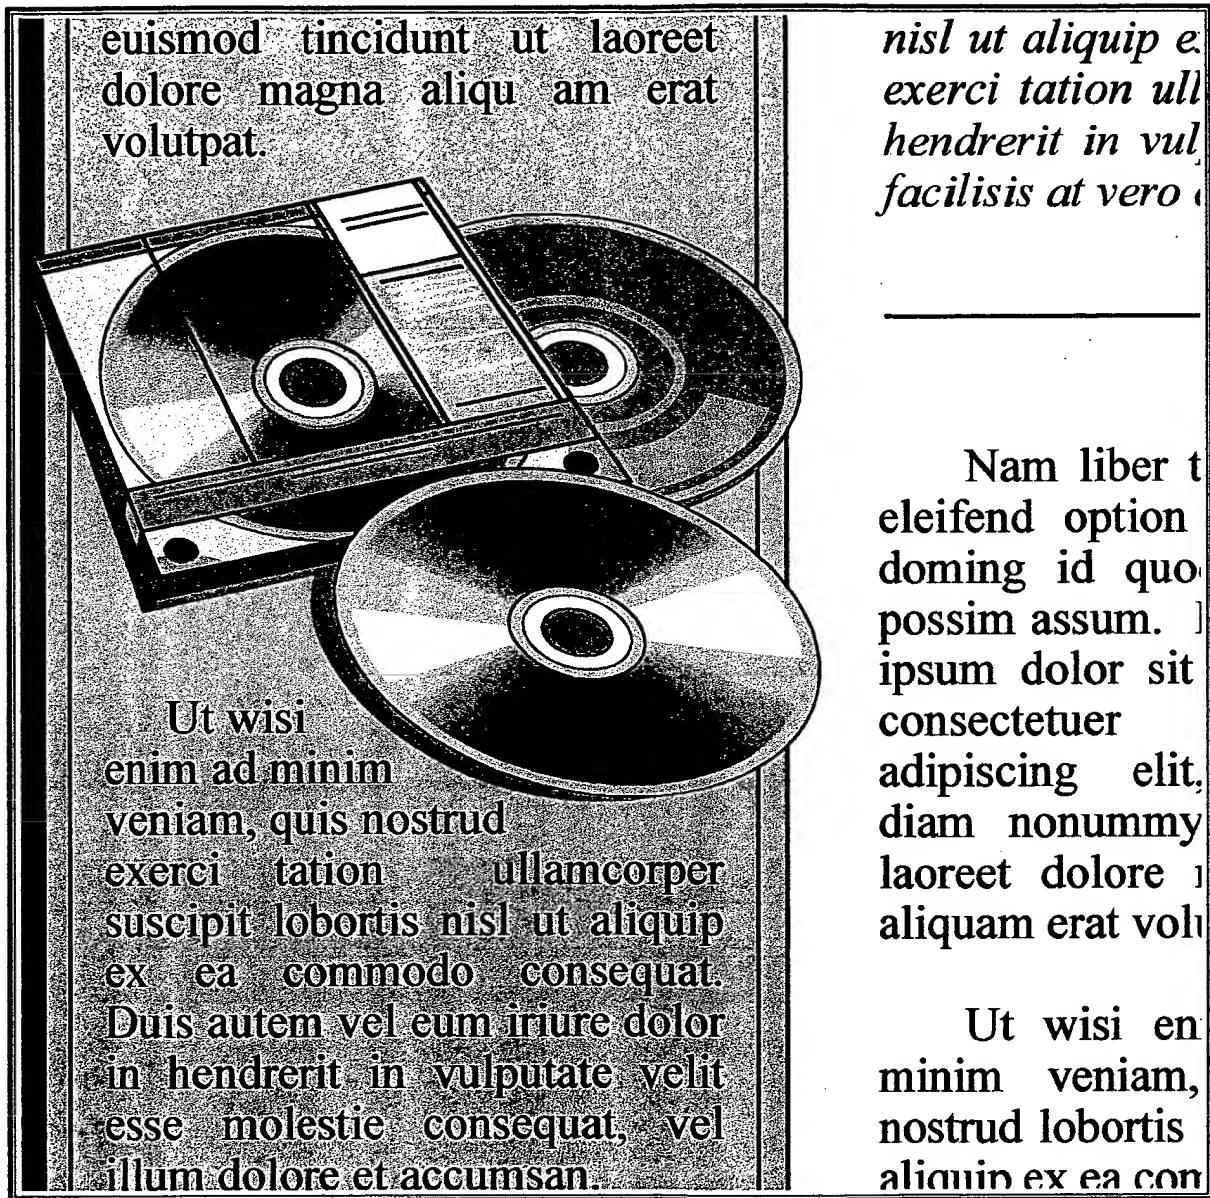 euismod tincidunt ut laoreet
dolore magna aliqu am erat
volutpat.
Ut wisi
enim ad minim
veniam, quis nostrud
exerci tation ullamcorper
suscipit lobortis nisl ut aliquip
ex ea commodo consequat.
Duis autem vel eum iriure dolor
in hendrerit in vulputate velit
esse molestie consequat, vel
illum dolore et accumsan.
nisl ut aliquip
exerci tation
hendrerit in
facilisis at vero
Nam liber
eleifend option
doming id
possim assum.
ipsum dolor sit
consectetuer
adipiscing elit,
diam nonummy
laoreet dolore
aliquam erat
Ut wisi
minim veniam,
nostrud lobortis
aliquip ex ea